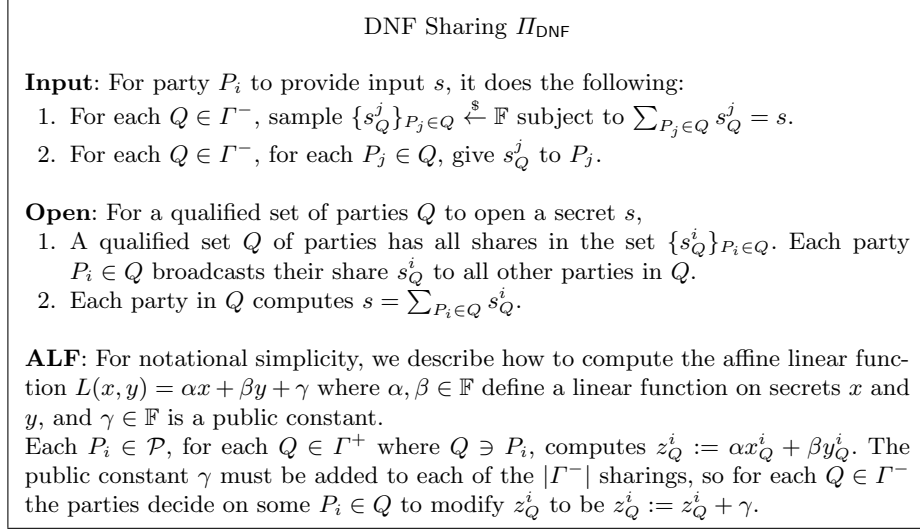 DNF Sharing Π_DNF
Input: For party P_i to provide input s, it does the following:
1. For each Q ∈ Γ⁻, sample {s_Q^j}_{P_j∈Q} ←$ 𝔽 subject to ∑_{P_j∈Q} s_Q^j = s.
2. For each Q ∈ Γ⁻, for each P_j ∈ Q, give s_Q^j to P_j.
Open: For a qualified set of parties Q to open a secret s,
1. A qualified set Q of parties has all shares in the set {s_Q^i}_{P_i∈Q}. Each party
P_i ∈ Q broadcasts their share s_Q^i to all other parties in Q.
2. Each party in Q computes s = ∑_{P_i∈Q} s_Q^i.
ALF: For notational simplicity, we describe how to compute the affine linear func-
tion L(x, y) = αx + βy + γ where α, β ∈ 𝔽 define a linear function on secrets x and
y, and γ ∈ 𝔽 is a public constant.
Each P_i ∈ 𝒫, for each Q ∈ Γ⁺ where Q ∋ P_i, computes z_Q^i := αx_Q^i + βy_Q^i. The
public constant γ must be added to each of the |Γ⁻| sharings, so for each Q ∈ Γ⁻
the parties decide on some P_i ∈ Q to modify z_Q^i to be z_Q^i := z_Q^i + γ.